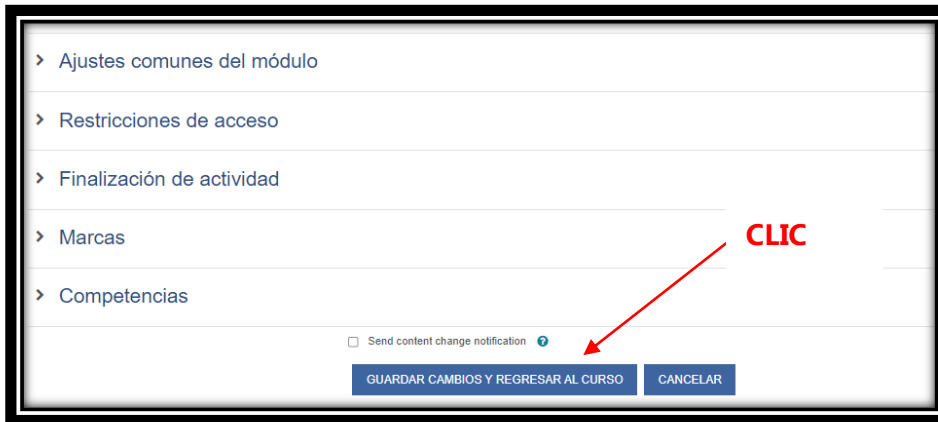 Ajustes comunes del módulo
Restricciones de acceso
Finalización de actividad
Marcas
CLIC
Competencias
Send content change notification
GUARDAR CAMBIOS Y REGRESAR AL CURSO CANCELAR